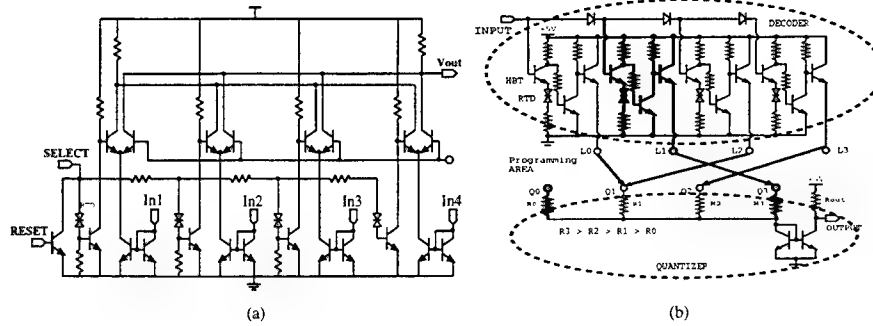 Vout
SELECT
In1
In2
In3
In4
RESET
(a)
INPUT
+5V
DECODER
HBT
RTD
Programming
AREA
L0
L1
L2
L3
Q0
Q1
Q2
Q3
R0
R1
R2
R3
Rout
OUTPUT
R3 > R2 > R1 > R0
QUANTIZER
(b)